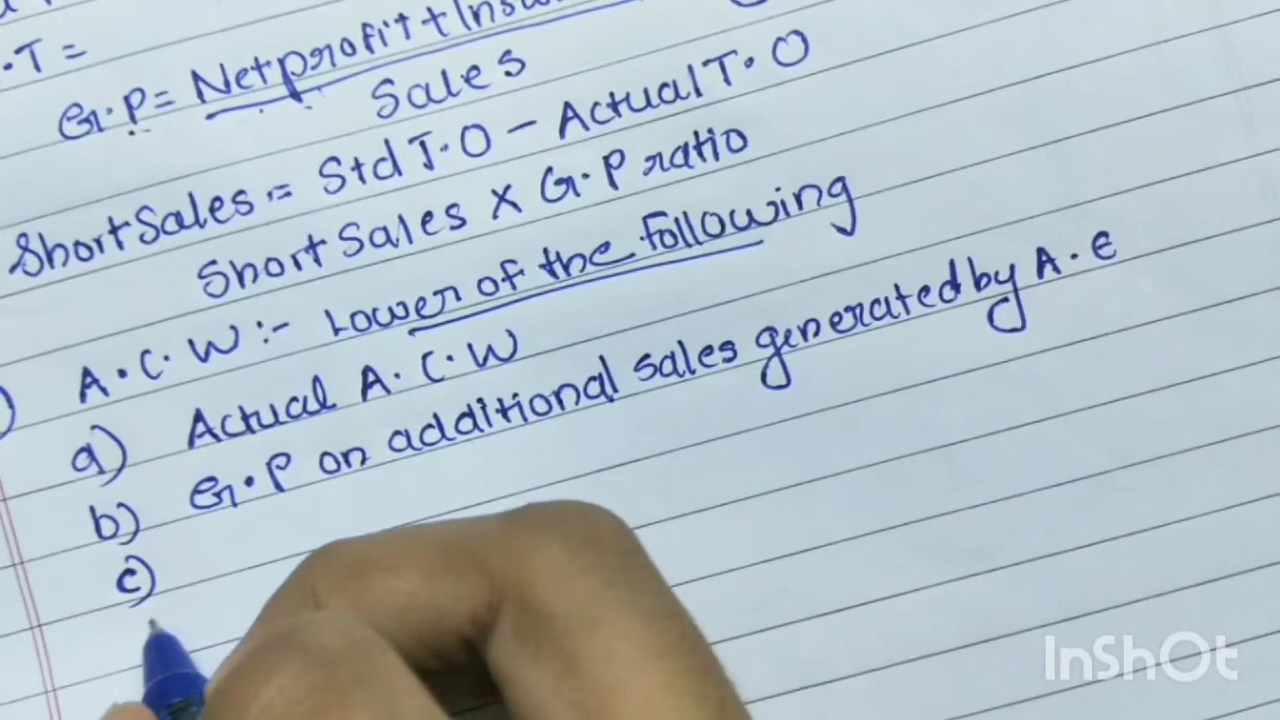 .T =
G.P = Netprofit +
Sales
Short Sales = Std T.O - Actual T.O
Short Sales X G.P ratio
) A.C.W :- Lower of the following
a) Actual A.C.W
b) G.P on additional sales generated by A.E
c)
InShOt